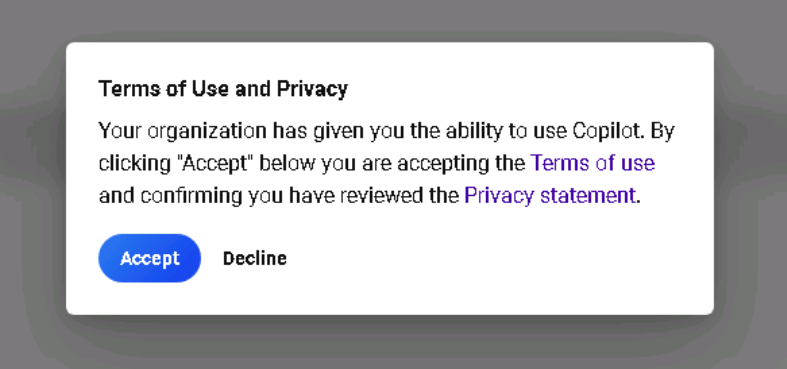 Terms of Use and Privacy
Your organization has given you the ability to use Copilot. By
clicking "Accept" below you are accepting the Terms of use
and confirming you have reviewed the Privacy statement.
Accept Decline